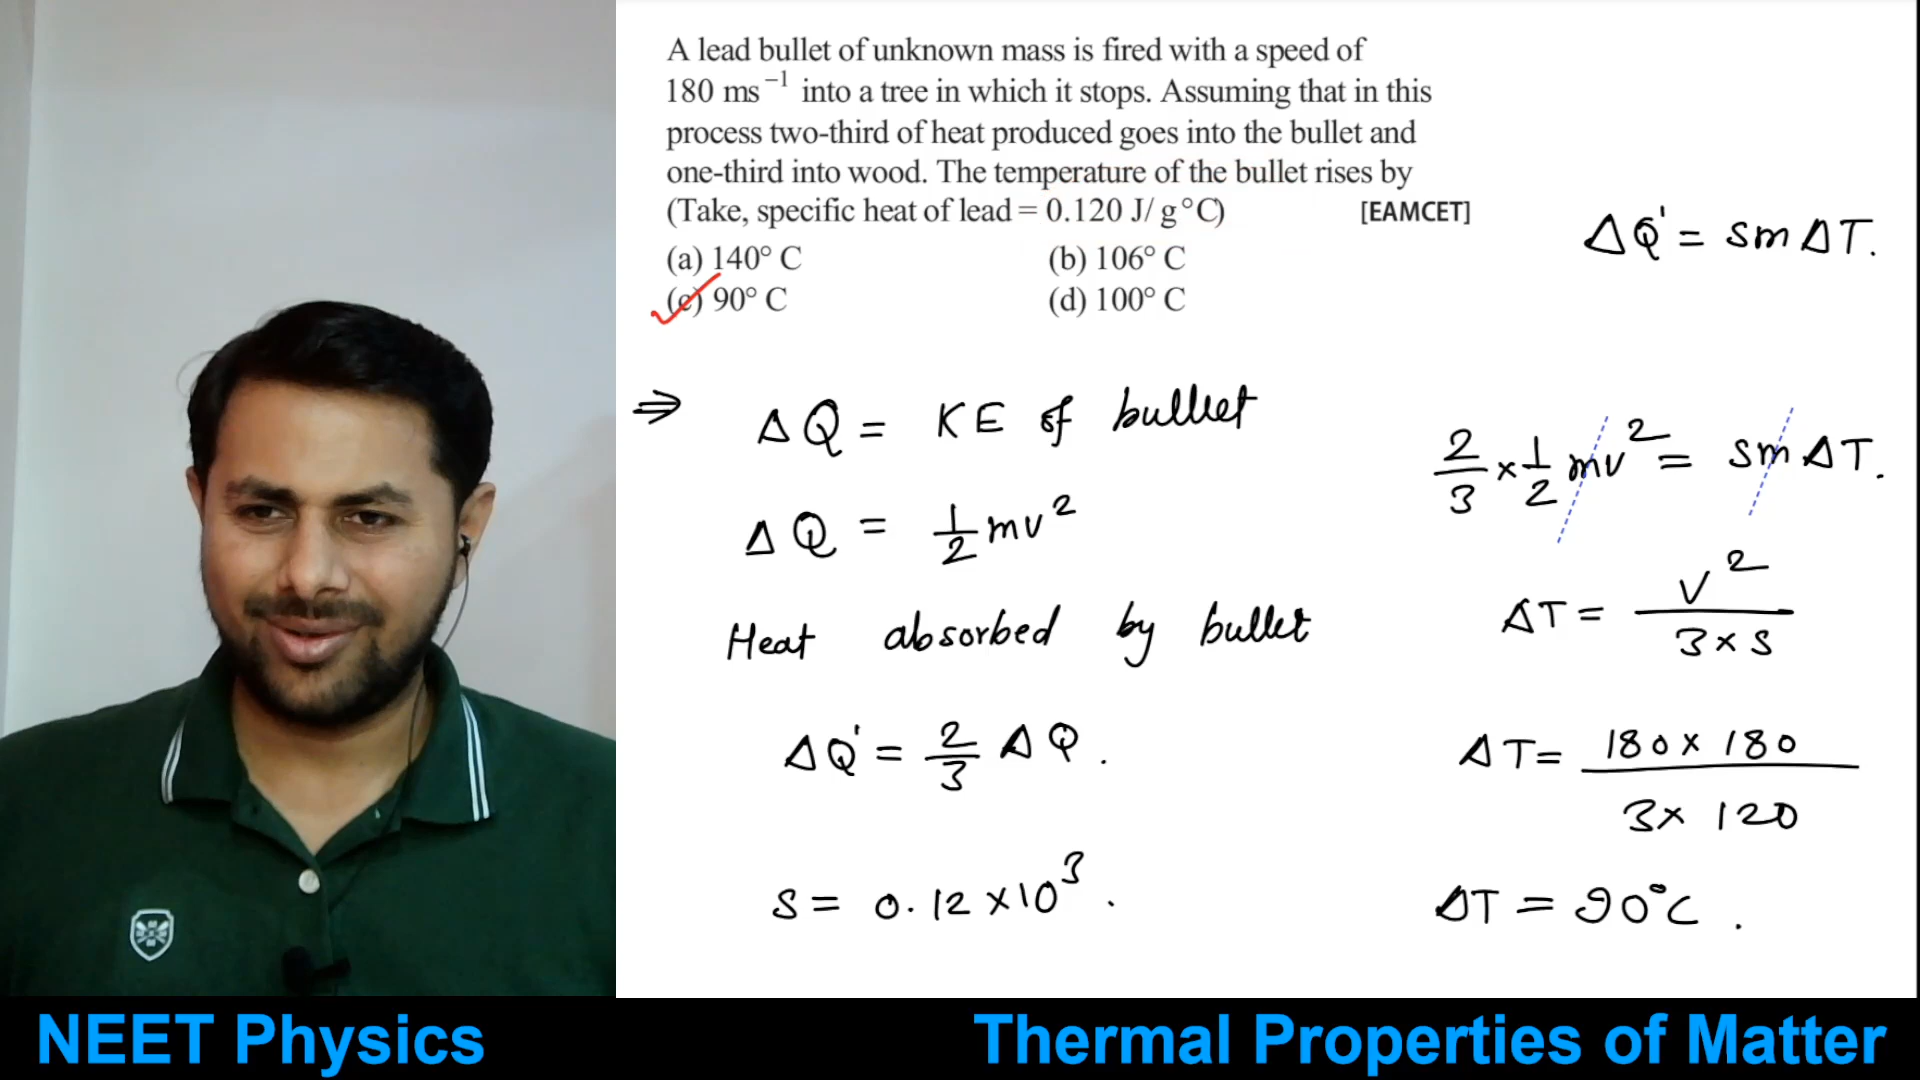 A lead bullet of unknown mass is fired with a speed of
180 ms⁻¹ into a tree in which it stops. Assuming that in this
process two-third of heat produced goes into the bullet and
one-third into wood. The temperature of the bullet rises by
(Take, specific heat of lead = 0.120 J/ g°C) [EAMCET]
(a) 140° C (b) 106° C
(c) 90° C (d) 100° C
⇒ ΔQ = KE of bullet
ΔQ = 1/2 mv²
Heat absorbed by bullet
ΔQ' = 2/3 ΔQ.
S = 0.12 × 10³.
ΔQ' = smΔT.
2/3 × 1/2 mv² = smΔT.
ΔT = v² / 3 × s
ΔT = 180 × 180 / 3 × 120
ΔT = 90°C.
NEET Physics
Thermal Properties of Matter